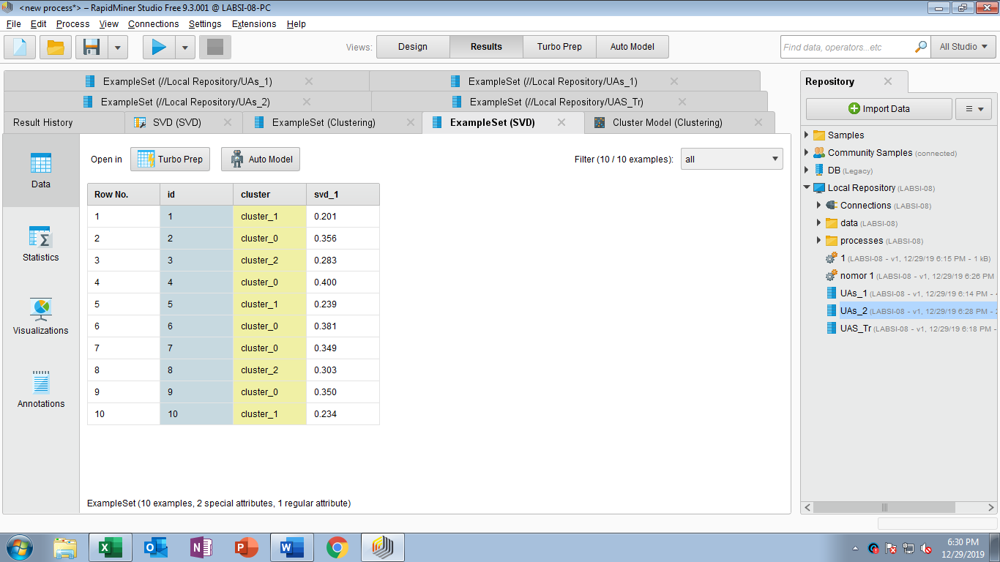 <new process*> – RapidMiner Studio Free 9.3.001 @ LABSI-08-PC
File Edit Process View Connections Settings Extensions Help
Views: Design Results Turbo Prep Auto Model
Find data, operators...etc
All Studio
ExampleSet (///Local Repository/UAs_1)
ExampleSet (///Local Repository/UAs_1)
ExampleSet (///Local Repository/UAs_2)
ExampleSet (///Local Repository/UAS_Tr)
Result History
SVD (SVD)
ExampleSet (Clustering)
ExampleSet (SVD)
Cluster Model (Clustering)
Data
Statistics
Visualizations
Annotations
Open in Turbo Prep Auto Model
Filter (10 / 10 examples): all
Row No. id cluster svd_1
1 1 cluster_1 0.201
2 2 cluster_0 0.356
3 3 cluster_2 0.283
4 4 cluster_0 0.400
5 5 cluster_1 0.239
6 6 cluster_0 0.381
7 7 cluster_0 0.349
8 8 cluster_2 0.303
9 9 cluster_0 0.350
10 10 cluster_1 0.234
ExampleSet (10 examples, 2 special attributes, 1 regular attribute)
Repository
Import Data
Samples
Community Samples (connected)
DB (Legacy)
Local Repository (LABSI-08)
Connections (LABSI-08)
data (LABSI-08)
processes (LABSI-08)
1 (LABSI-08 - v1, 12/29/19 6:15 PM - 1 kB)
nomor 1 (LABSI-08 - v1, 12/29/19 6:26 PM
UAs_1 (LABSI-08 - v1, 12/29/19 6:14 PM -
UAs_2 (LABSI-08 - v1, 12/29/19 6:28 PM -
UAS_Tr (LABSI-08 - v1, 12/29/19 6:18 PM -
6:30 PM
12/29/2019